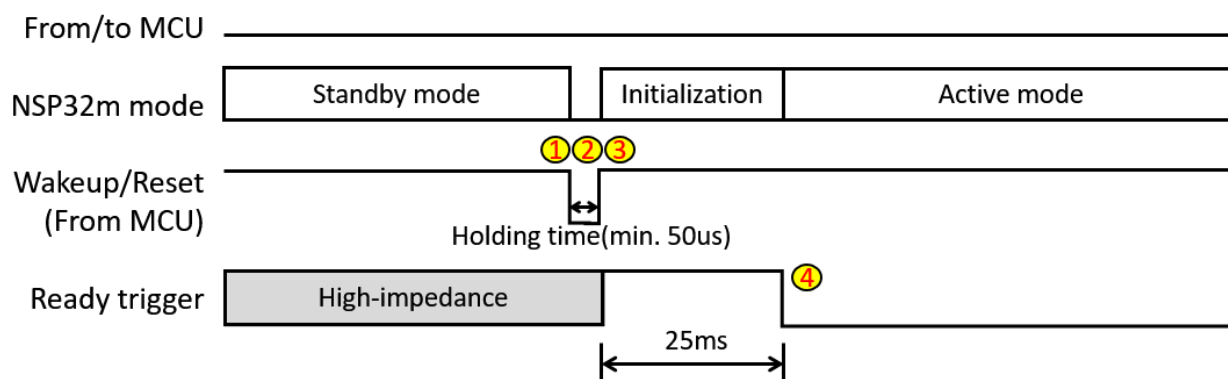 From/to MCU
NSP32m mode
Standby mode
Initialization
Active mode
1 2 3
Wakeup/Reset
(From MCU)
Holding time(min. 50us)
Ready trigger
High-impedance
4
25ms